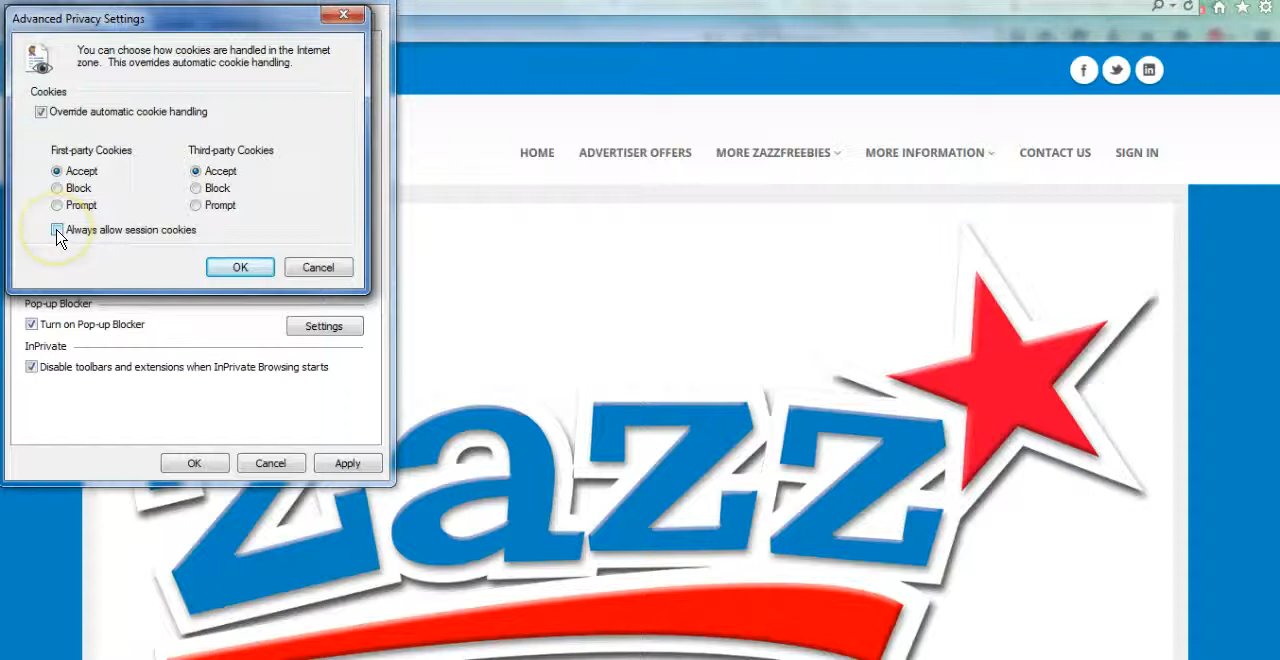 Advanced Privacy Settings
You can choose how cookies are handled in the Internet
zone. This overrides automatic cookie handling.
Cookies
Override automatic cookie handling
First-party Cookies Third-party Cookies
Accept Accept
Block Block
Prompt Prompt
Always allow session cookies
OK Cancel
Pop-up Blocker
Turn on Pop-up Blocker Settings
InPrivate
Disable toolbars and extensions when InPrivate Browsing starts
OK Cancel Apply
HOME ADVERTISER OFFERS MORE ZAZZFREEBIES MORE INFORMATION CONTACT US SIGN IN
zazz